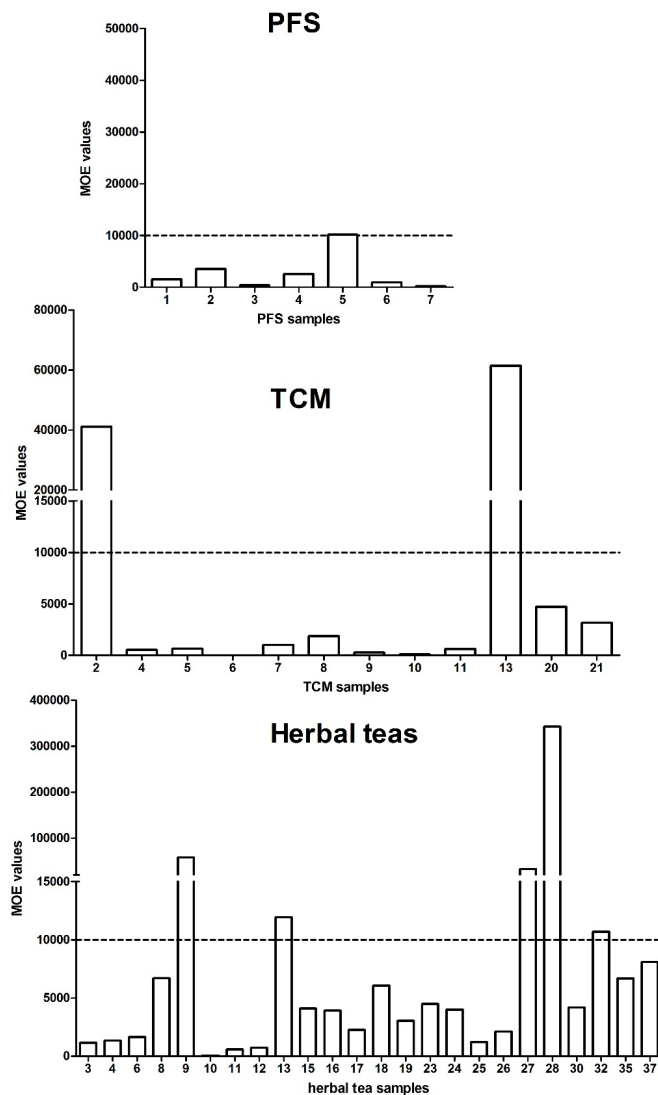 PFS
50000
40000
30000
20000
10000
0
MOE values
1 2 3 4 5 6 7
PFS samples
80000
60000
40000
20000
15000
10000
5000
0
MOE values
TCM
2 4 5 6 7 8 9 10 11 13 20 21
TCM samples
400000
300000
200000
100000
15000
10000
5000
0
MOE values
Herbal teas
3 4 6 8 9 10 11 12 13 15 16 17 18 19 23 24 25 26 27 28 30 32 35 37
herbal tea samples